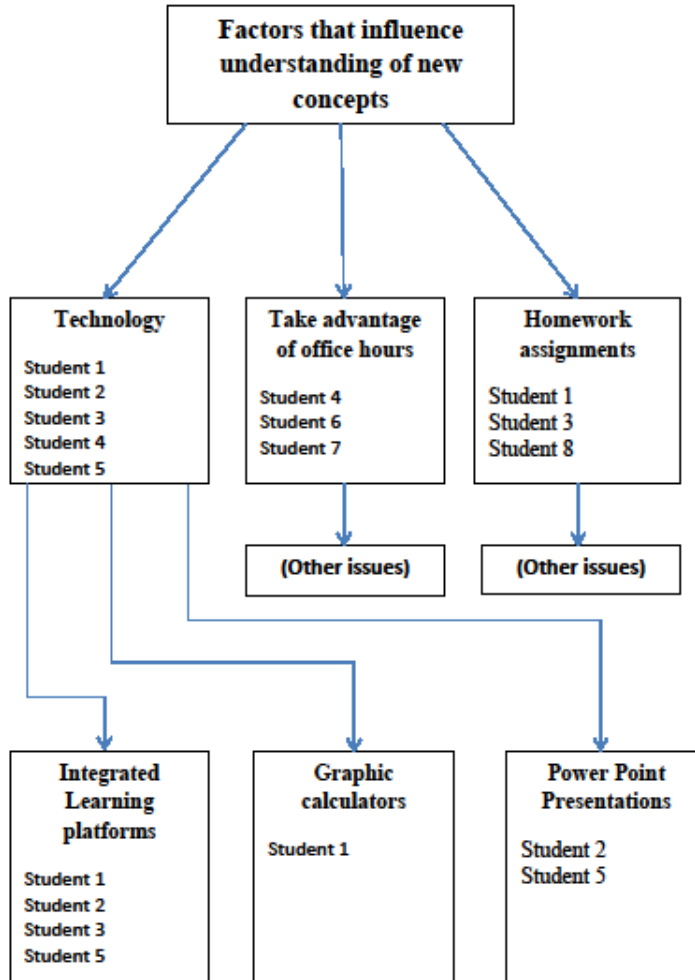 Factors that influence
understanding of new
concepts
Technology
Student 1
Student 2
Student 3
Student 4
Student 5
Take advantage
of office hours
Student 4
Student 6
Student 7
Homework
assignments
Student 1
Student 3
Student 8
(Other issues)
(Other issues)
Integrated
Learning
platforms
Student 1
Student 2
Student 3
Student 5
Graphic
calculators
Student 1
Power Point
Presentations
Student 2
Student 5